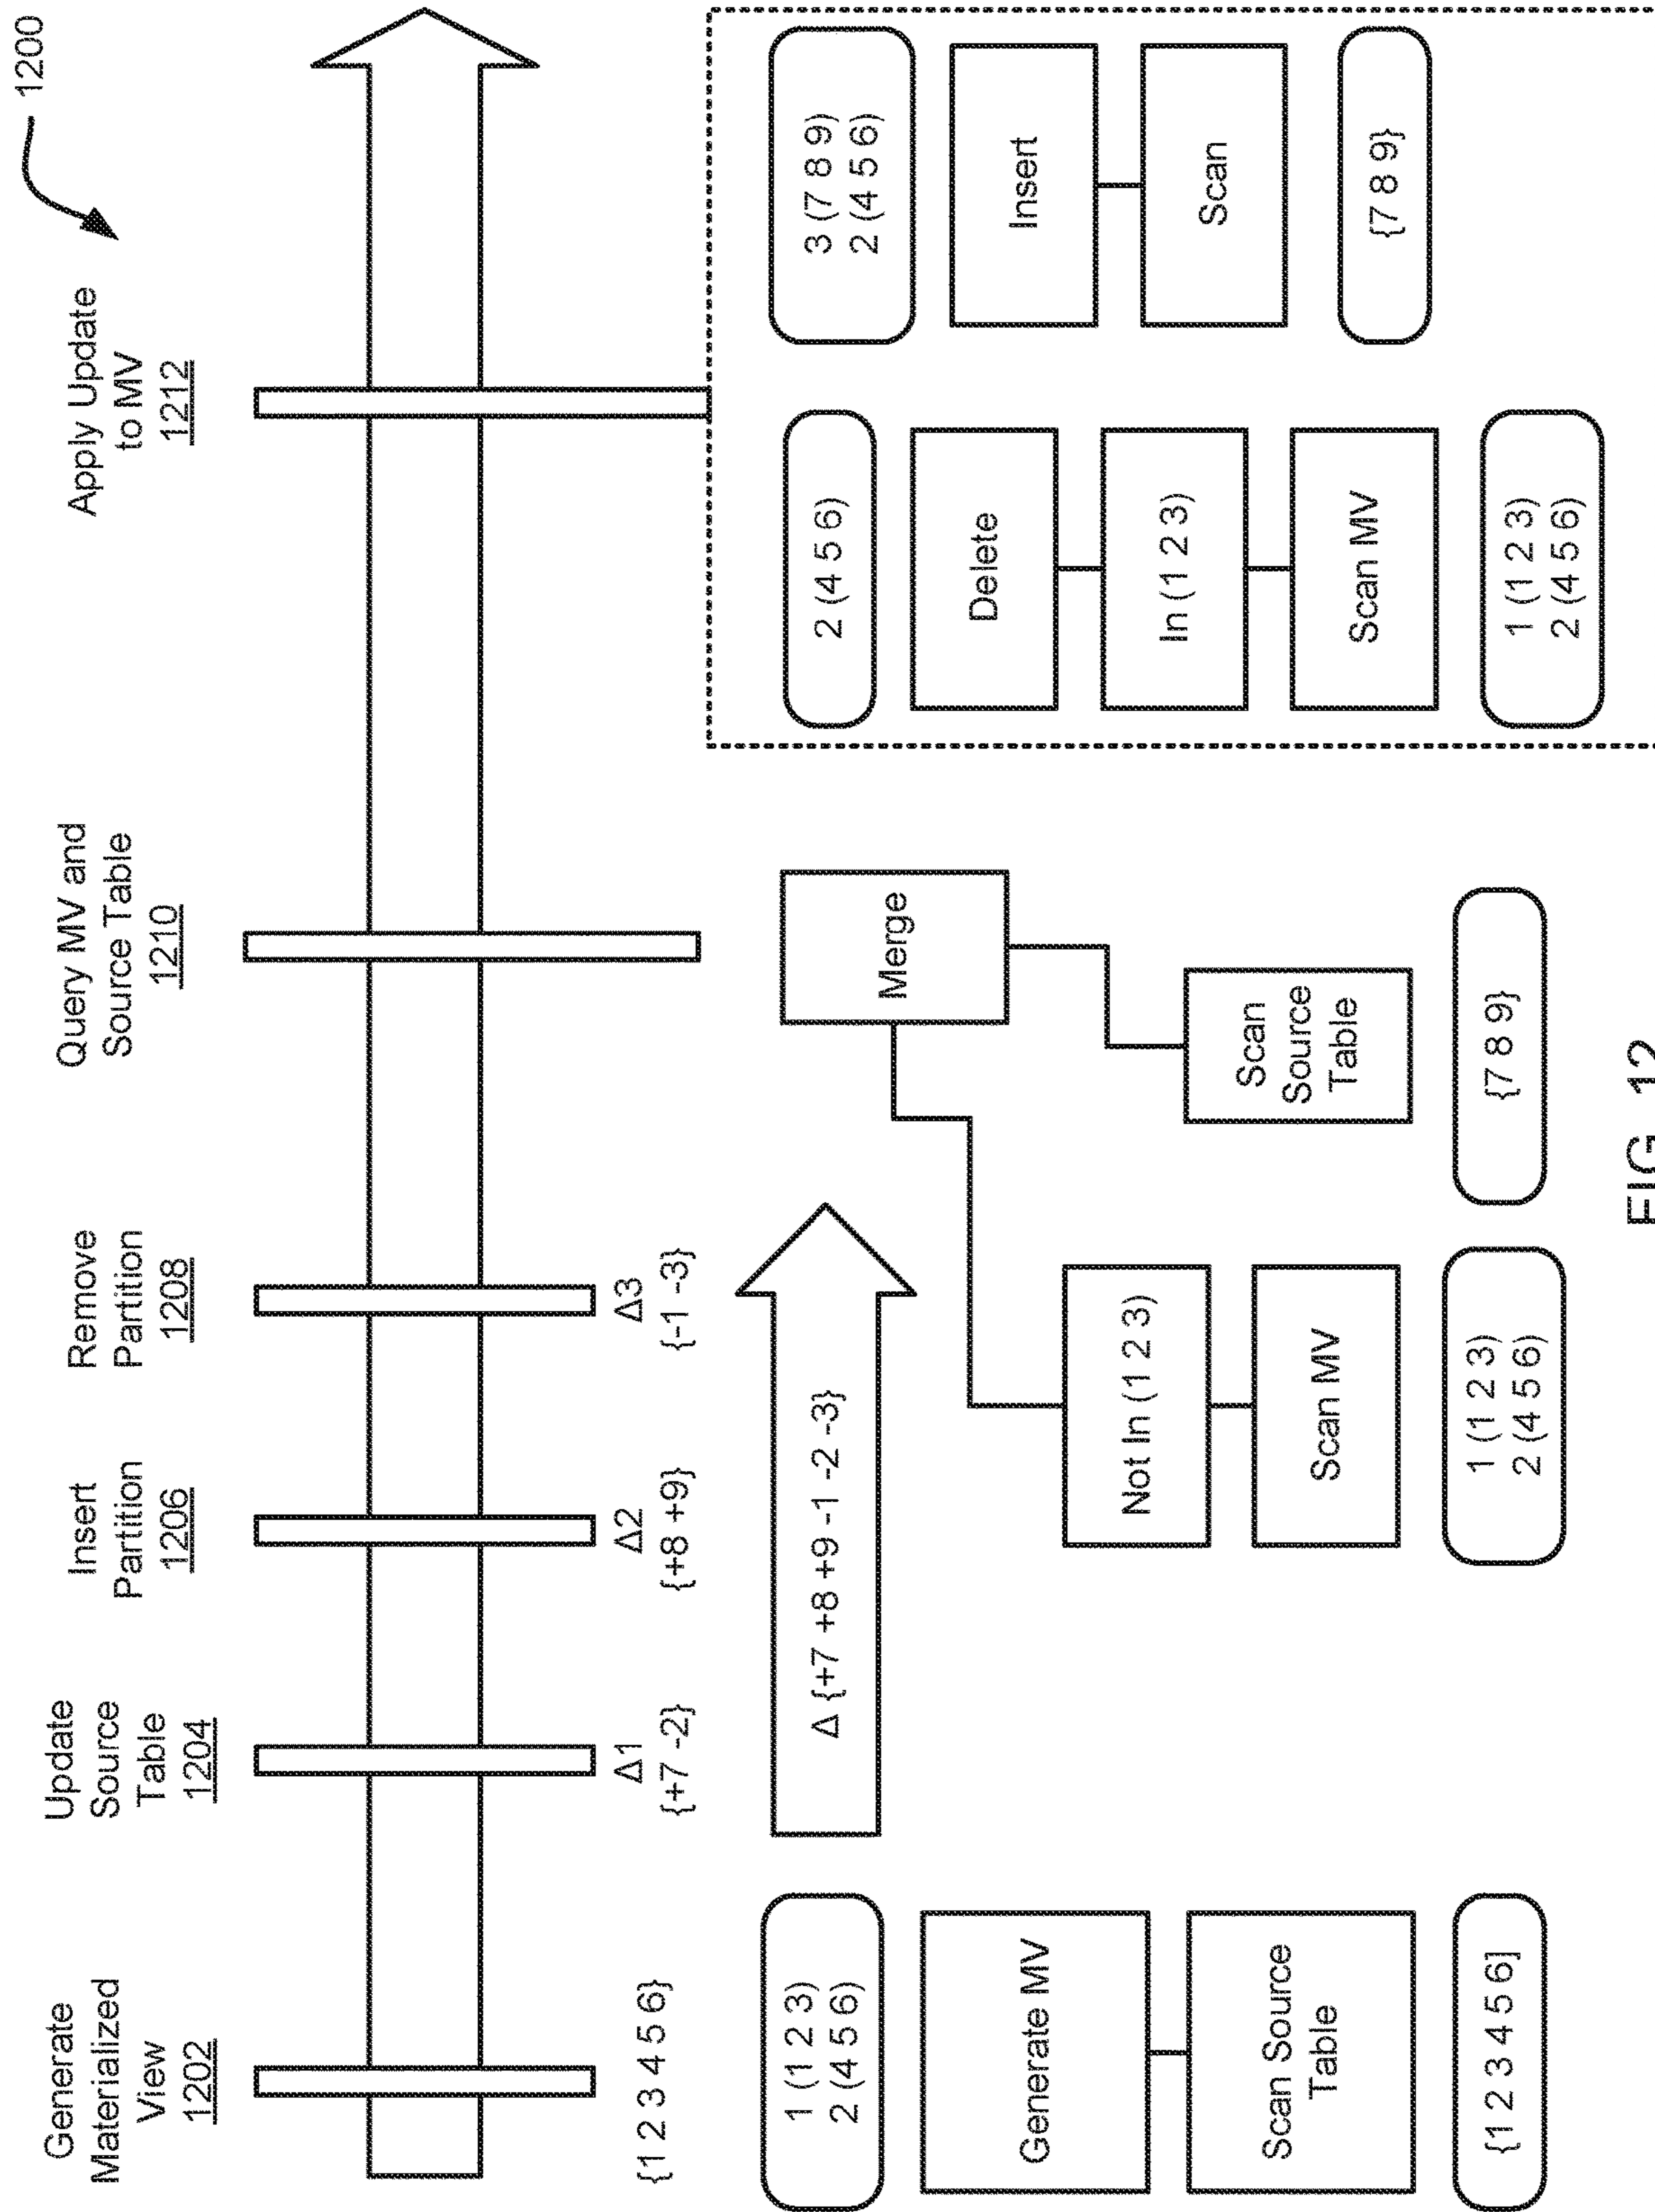 1200
Generate
Materialized
View
1202
Update
Source
Table
1204
Insert
Partition
1206
Remove
Partition
1208
Query MV and
Source Table
1210
Apply Update
to MV
1212
{1 2 3 4 5 6}
Δ1
{+7 -2}
Δ2
{+8 +9}
Δ3
{-1 -3}
Δ {+7 +8 +9 -1 -2 -3}
1 (1 2 3)
2 (4 5 6)
Generate MV
Scan Source
Table
{1 2 3 4 5 6]
Merge
Not In (1 2 3)
Scan MV
1 (1 2 3)
2 (4 5 6)
Scan
Source
Table
{7 8 9}
2 (4 5 6)
Delete
In (1 2 3)
Scan MV
1 (1 2 3)
2 (4 5 6)
3 (7 8 9)
2 (4 5 6)
Insert
Scan
{7 8 9}
FIG. 12